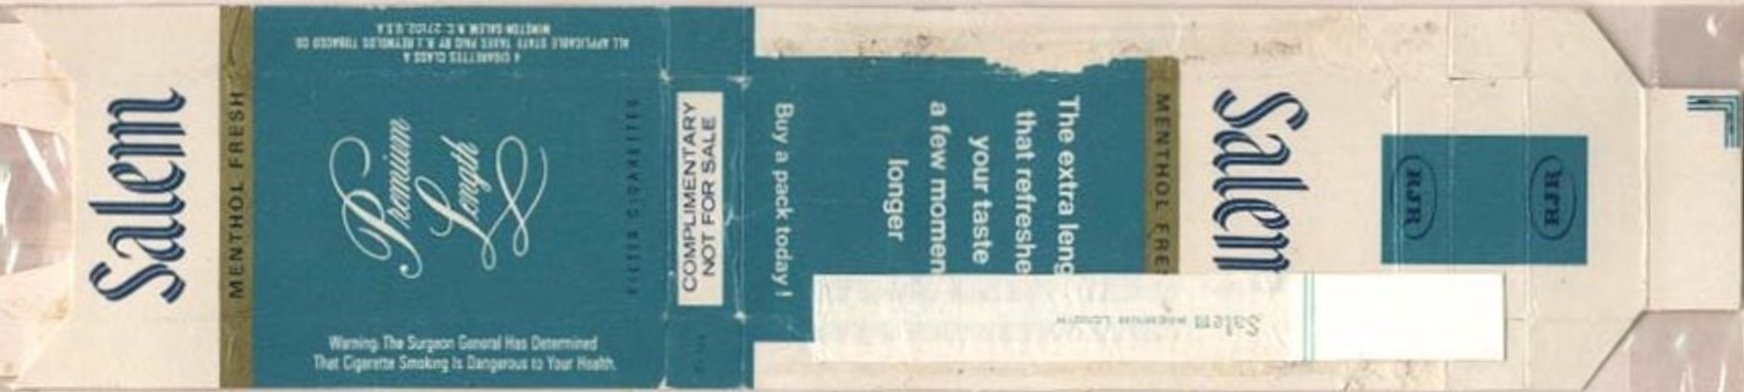 Salem
MENTHOL FRESH
4 CIGARETTES CLASS A
ALL APPLICABLE STATE TAXES PAID BY R.J. REYNOLDS TOBACCO CO
WINSTON-SALEM, N.C. 27102, U.S.A
Premium
Length
FILTER CIGARETTES
Warning: The Surgeon General Has Determined
That Cigarette Smoking Is Dangerous to Your Health.
COMPLIMENTARY
NOT FOR SALE
The extra leng
that refreshe
your taste
a few momen
longer
Buy a pack today!
MENTHOL FRE
Salem
Salem PREMIUM LENGTH
RJR
RJR